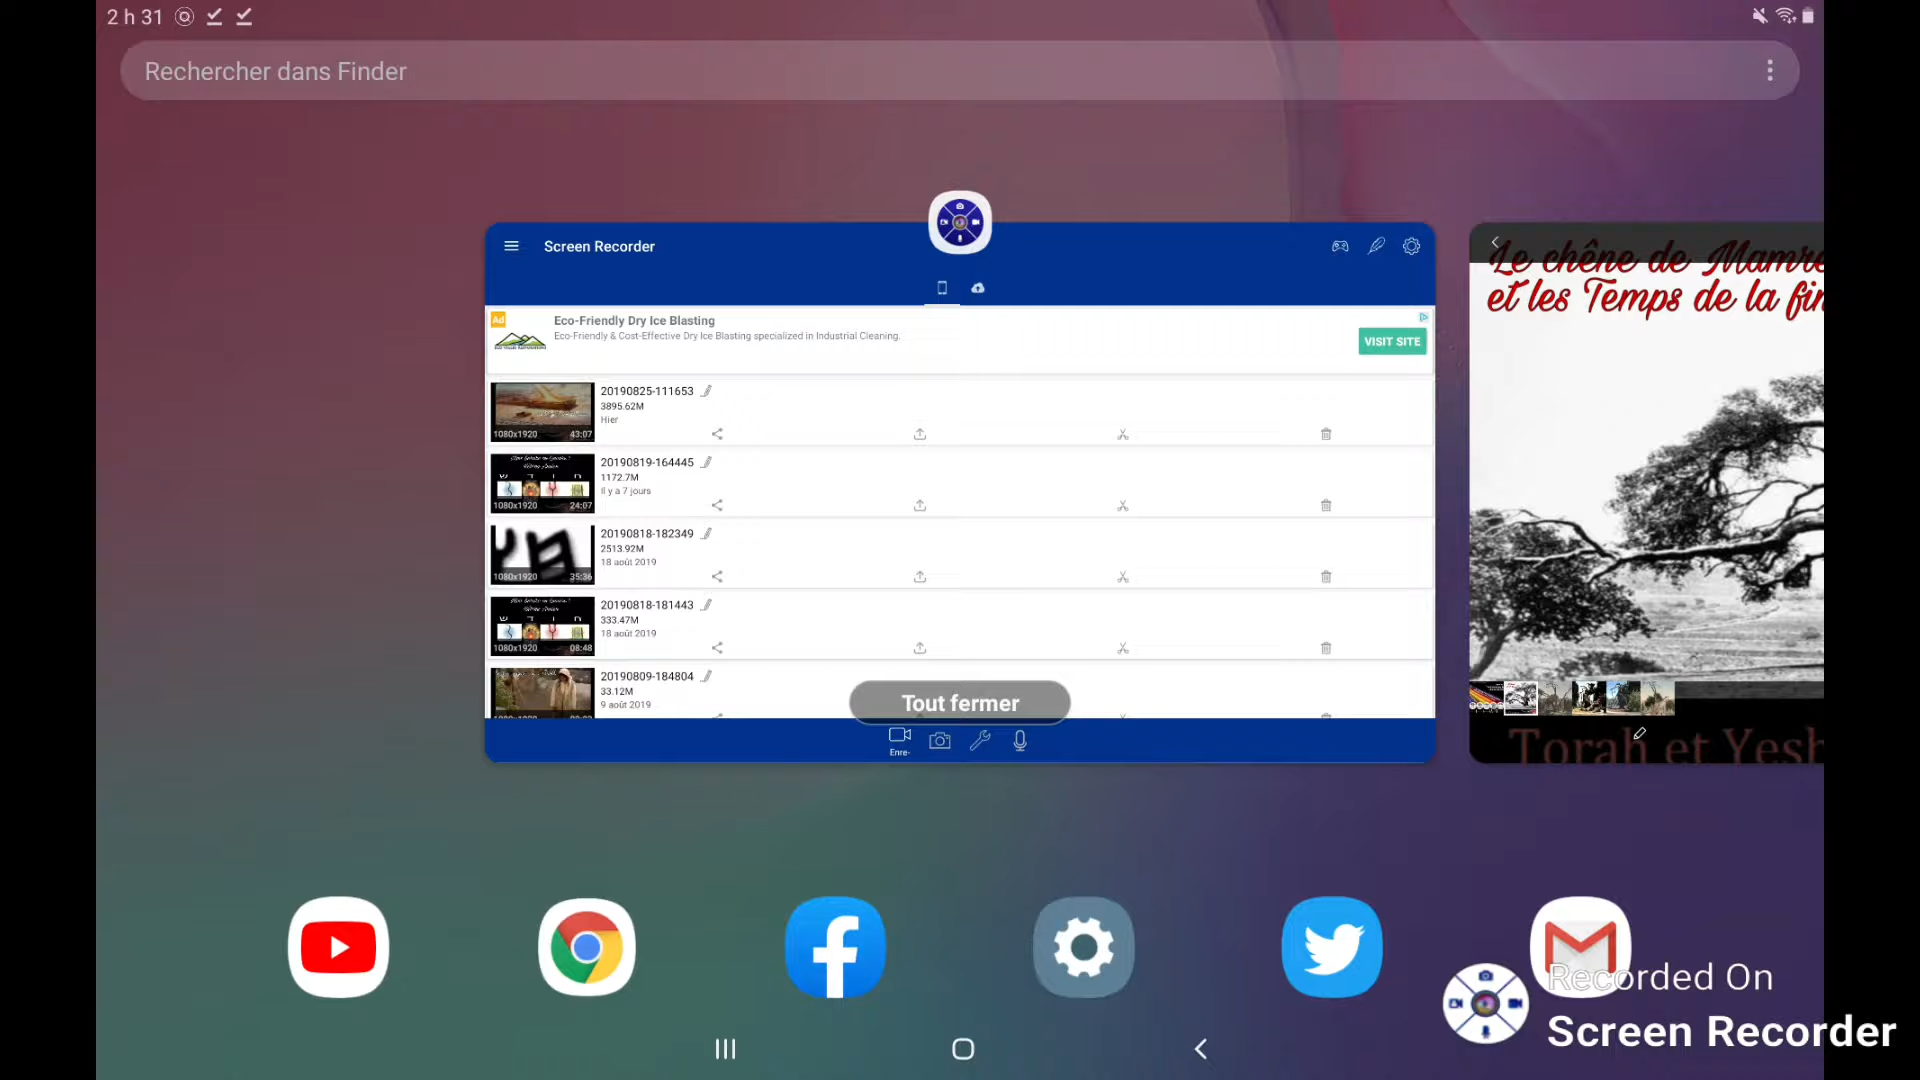 2 h 31
Rechercher dans Finder
Screen Recorder
Ad
Eco-Friendly Dry Ice Blasting
Eco-Friendly & Cost-Effective Dry Ice Blasting specialized in Industrial Cleaning.
VISIT SITE
20190825-111653
3895.62M
Hier
1080x1920 43:07
20190819-164445
1172.7M
Il y a 7 jours
1080x1920 24:07
20190818-182349
2513.92M
18 août 2019
1080x1920 35:36
20190818-181443
333.47M
18 août 2019
1080x1920 08:48
20190809-184804
33.12M
9 août 2019
Tout fermer
Enre-
Le chêne de Mamre
et les Temps de la fin
Torah et Yesh
Recorded On
Screen Recorder